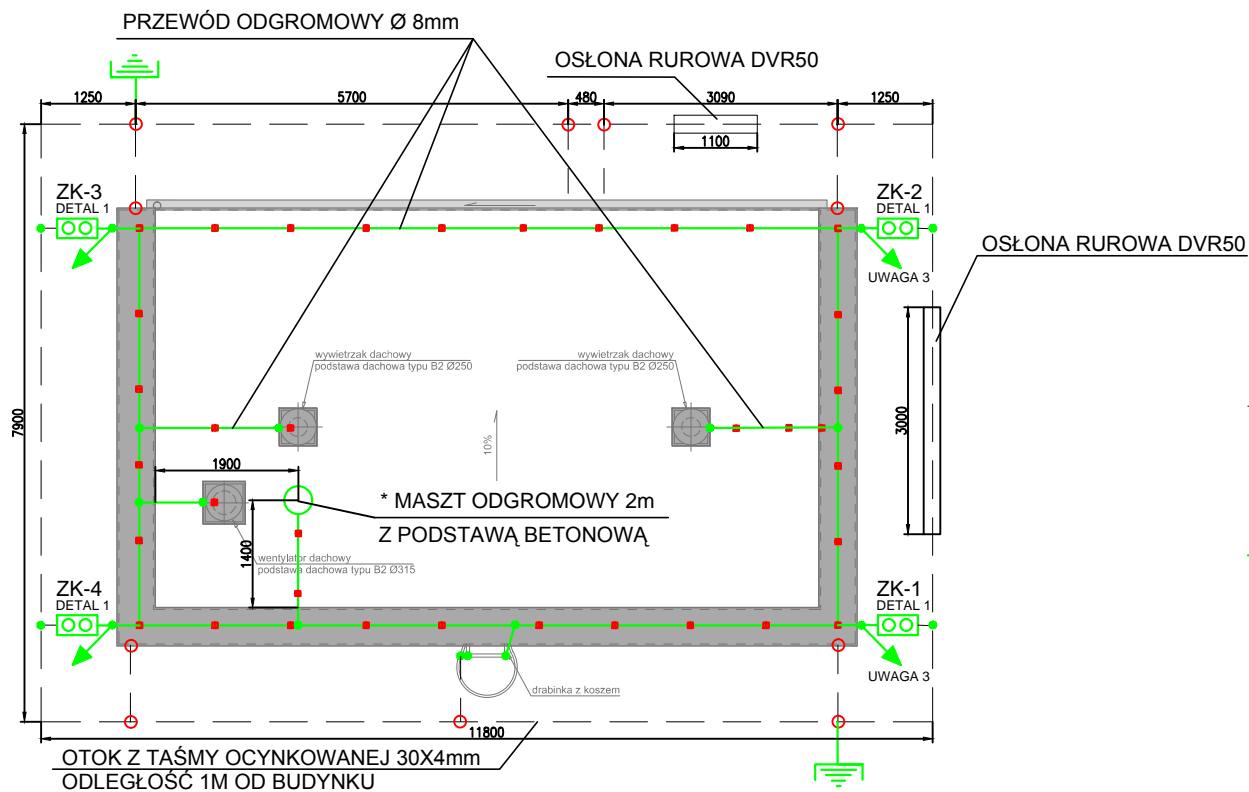 PRZEWÓD ODGROMOWY Ø 8mm
OSŁONA RUROWA DVR50
1250
5700
480
3090
1250
1100
ZK-3
DETAL 1
ZK-2
DETAL 1
OSŁONA RUROWA DVR50
UWAGA 3
wywietrzak dachowy
podstawa dachowa typu B2 Ø250
wywietrzak dachowy
podstawa dachowa typu B2 Ø250
7900
3000
10%
1900
* MASZT ODGROMOWY 2m
Z PODSTAWĄ BETONOWĄ
1400
wentylator dachowy
podstawa dachowa typu B2 Ø315
ZK-4
DETAL 1
ZK-1
DETAL 1
UWAGA 3
drabinka z koszem
11800
OTOK Z TAŚMY OCYNKOWANEJ 30X4mm
ODLEGŁOŚĆ 1M OD BUDYNKU